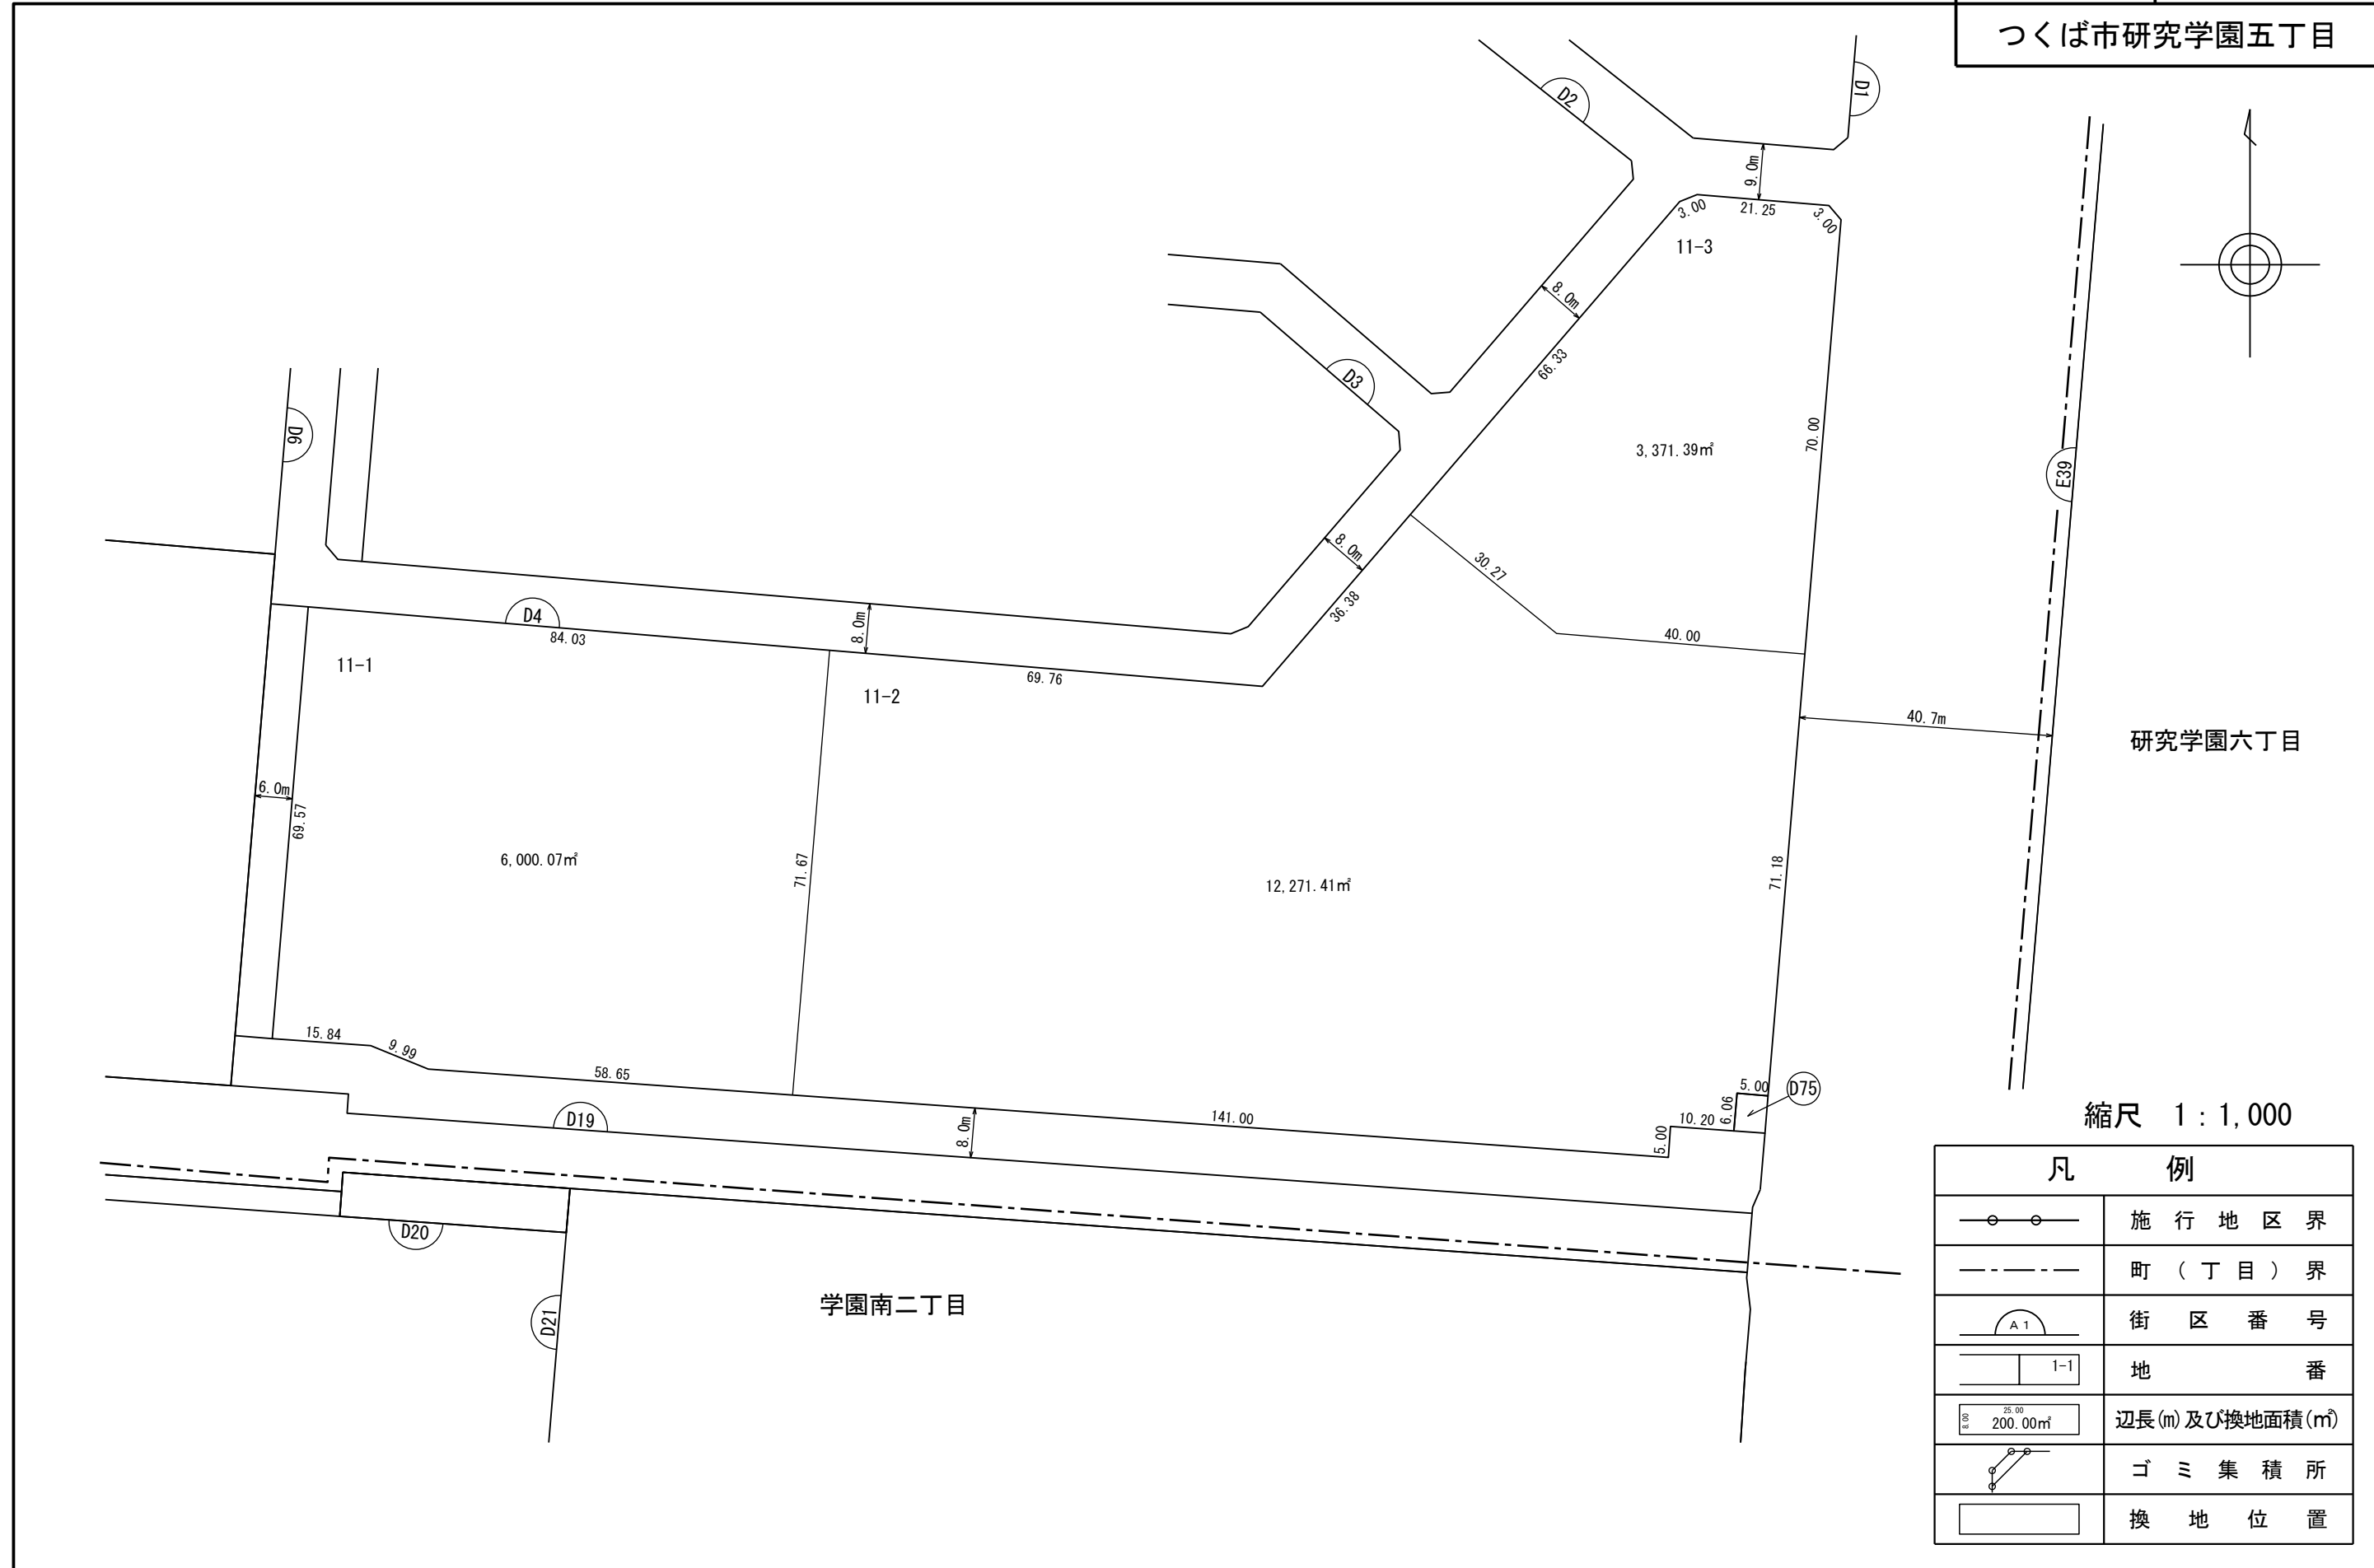 つくば市研究学園五丁目
D1
D2
9.0m
3.00
21.25
3.00
11-3
8.0m
D3
66.33
D6
70.00
3,371.39㎡
E39
8.0m
30.27
36.38
D4
84.03
8.0m
40.00
11-1
69.76
11-2
40.7m
研究学園六丁目
6.0m
69.57
6,000.07㎡
71.67
12,271.41㎡
71.18
15.84
9.99
58.65
5.00
D75
6.06
D19
8.0m
141.00
10.20
5.00
D20
D21
学園南二丁目
縮尺 1:1,000
凡 例
施行地区界
町(丁目)界
A1
街区番号
1-1
地番
25.00
8.00
200.00㎡
辺長(m)及び換地面積(㎡)
ゴミ集積所
換地位置